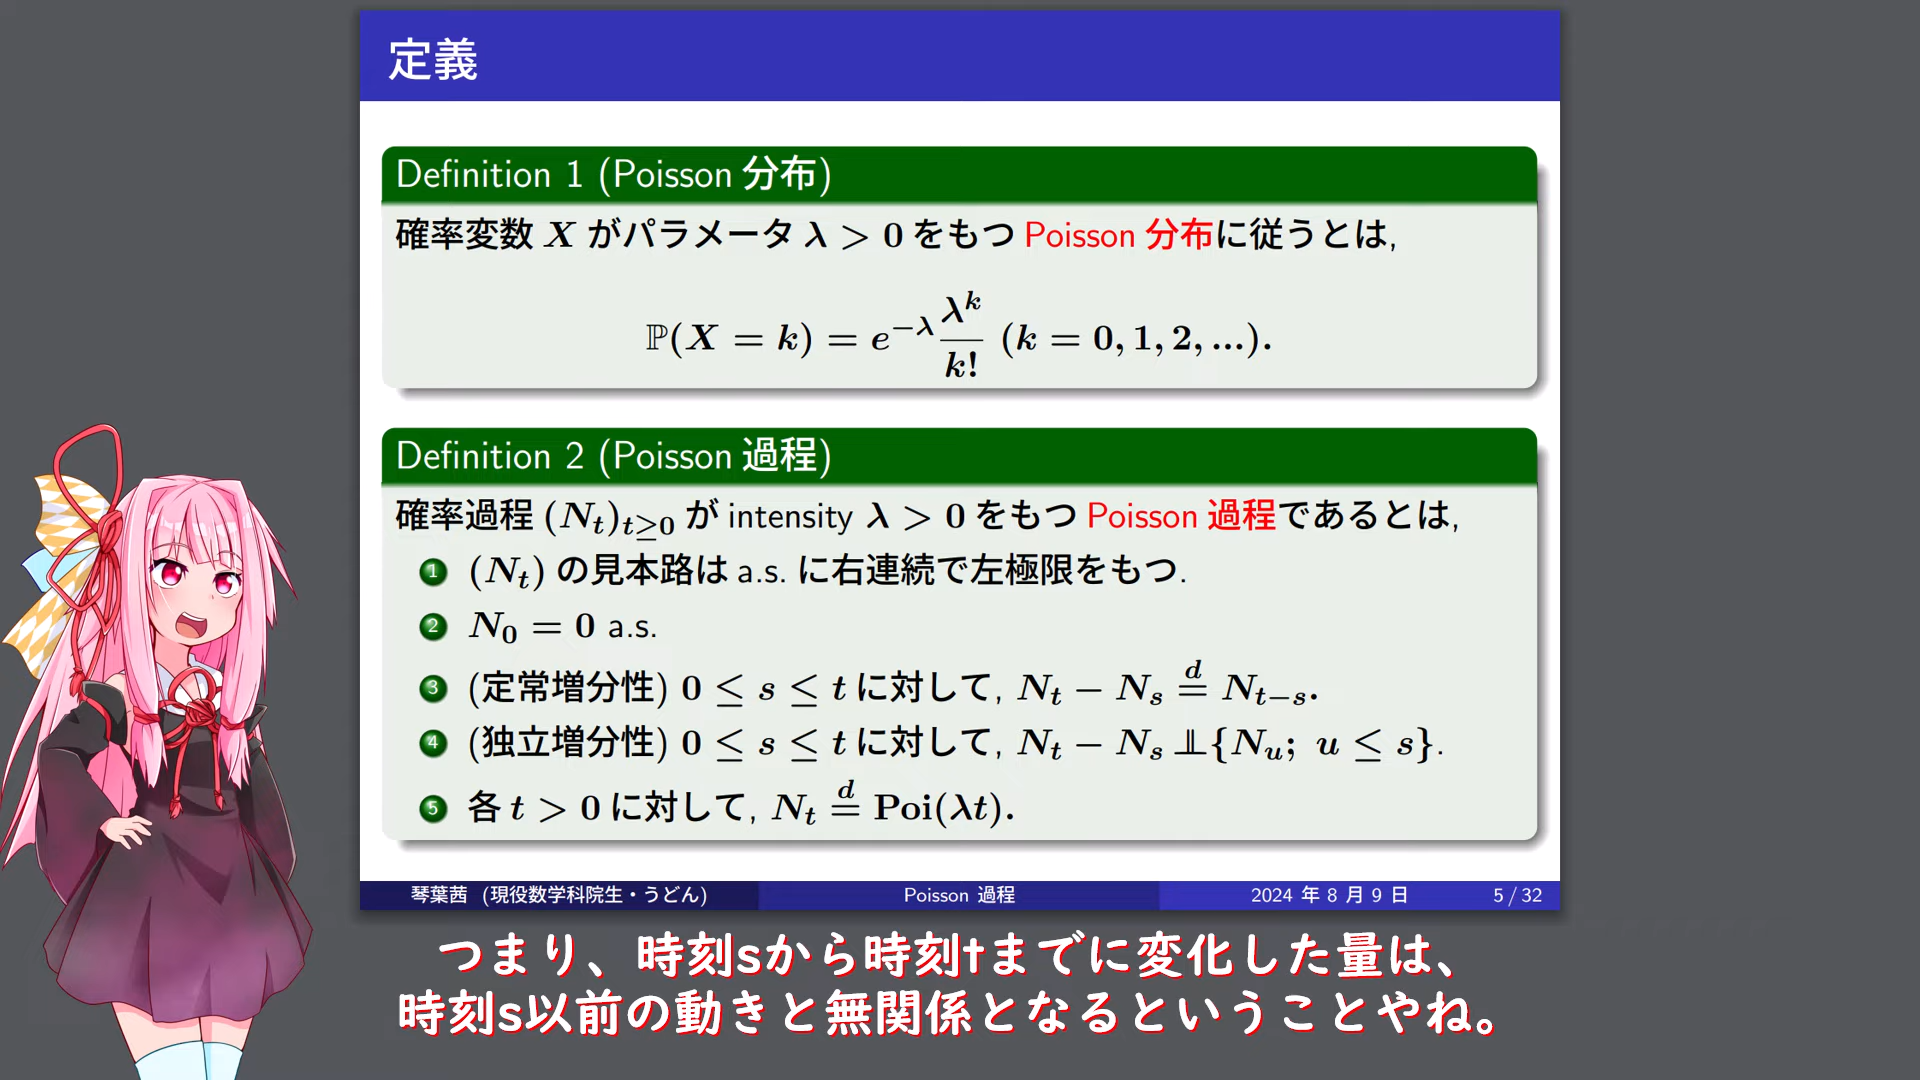 定義
Definition 1 (Poisson 分布)
確率変数 X がパラメータ λ > 0 をもつ Poisson 分布に従うとは,
ℙ(X = k) = e^{−λ} λ^k / k! (k = 0, 1, 2, ...).
Definition 2 (Poisson 過程)
確率過程 (N_t)_{t≥0} が intensity λ > 0 をもつ Poisson 過程であるとは,
1 (N_t) の見本路は a.s. に右連続で左極限をもつ.
2 N_0 = 0 a.s.
3 (定常増分性) 0 ≤ s ≤ t に対して, N_t − N_s =^d N_{t−s}.
4 (独立増分性) 0 ≤ s ≤ t に対して, N_t − N_s ⫫ {N_u; u ≤ s}.
5 各 t > 0 に対して, N_t =^d Poi(λt).
琴葉茜 (現役数学科院生・うどん) Poisson 過程 2024 年 8 月 9 日 5 / 32
つまり、時刻sから時刻tまでに変化した量は、
時刻s以前の動きと無関係となるということやね。